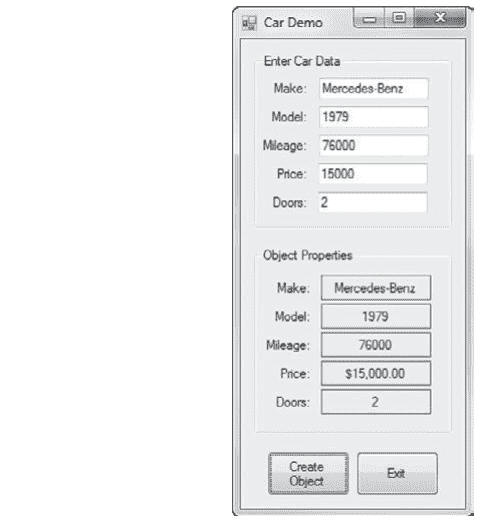 Car Demo
Enter Car Data
Make: Mercedes-Benz
Model: 1979
Mileage: 76000
Price: 15000
Doors: 2
Object Properties
Make: Mercedes-Benz
Model: 1979
Mileage: 76000
Price: $15,000.00
Doors: 2
Create
Object
Exit